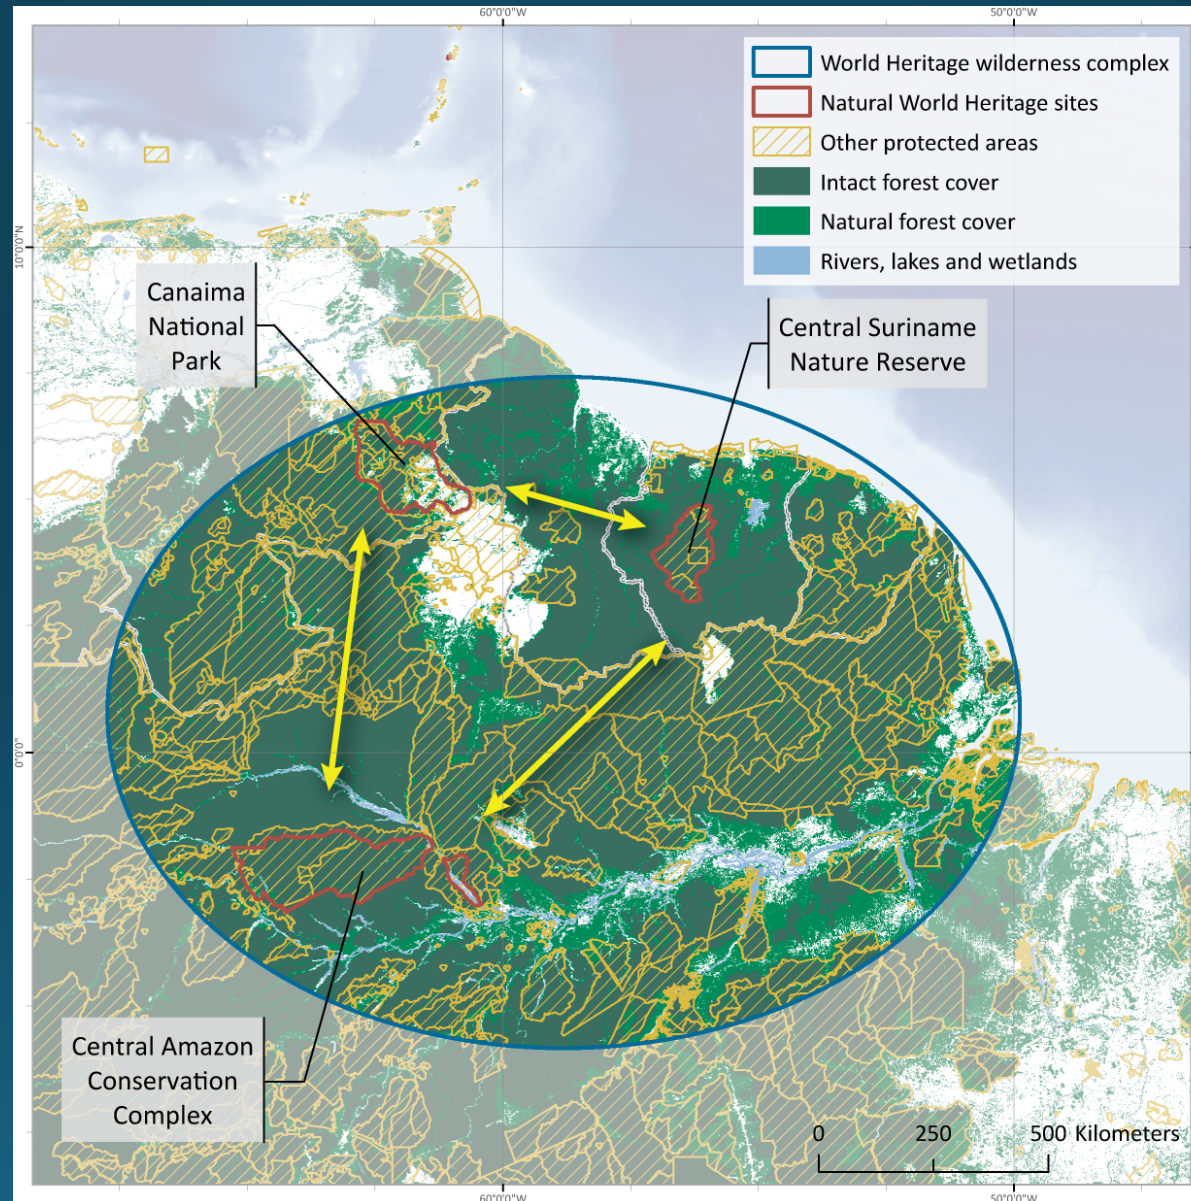 60°0'0"W
50°0'0"W
World Heritage wilderness complex
Natural World Heritage sites
Other protected areas
Intact forest cover
Natural forest cover
Rivers, lakes and wetlands
10°0'0"N
Canaima
National
Park
Central Suriname
Nature Reserve
0°0'0"
Central Amazon
Conservation
Complex
0
250
500 Kilometers
60°0'0"W
50°0'0"W